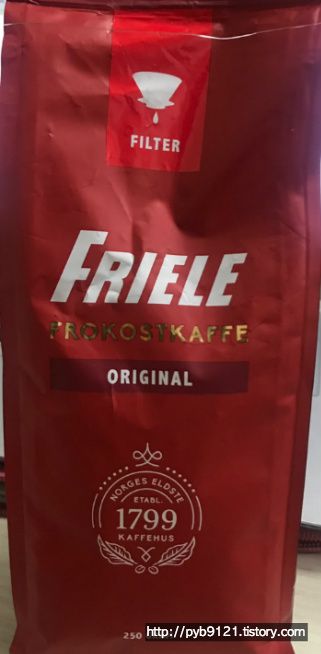 FILTER
FRIELE
FROKOSTKAFFE
ORIGINAL
NORGES ELDSTE
ETABL.
1799
KAFFEHUS
250
http://pyb9121.tistory.com